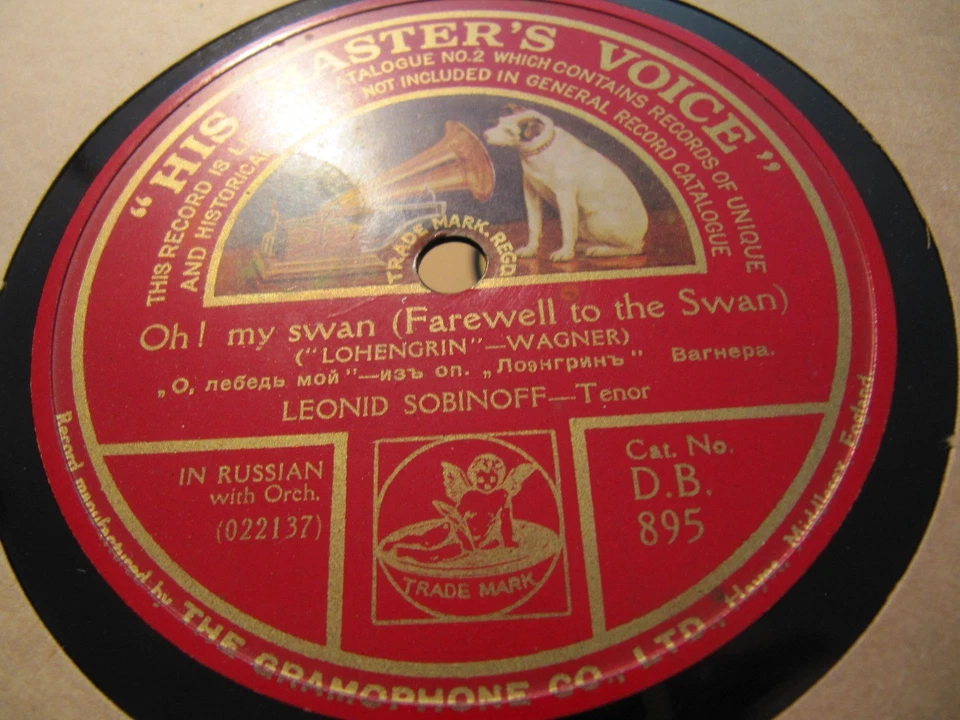 "HIS MASTER'S VOICE"
THIS RECORD IS CATALOGUE NO.2 WHICH CONTAINS RECORDS OF UNIQUE
AND HISTORICAL NOT INCLUDED IN GENERAL RECORD CATALOGUE
TRADE MARK. REGD.
Oh! my swan (Farewell to the Swan)
("LOHENGRIN"—WAGNER)
„О, лебедь мой"—изъ оп. „Лоэнгринъ" Вагнера.
LEONID SOBINOFF—Tenor
IN RUSSIAN
with Orch.
(022137)
Cat. No.
D.B.
895
TRADE MARK
Record manufactured by THE GRAMOPHONE CO., LTD., Hayes, Middlesex, England